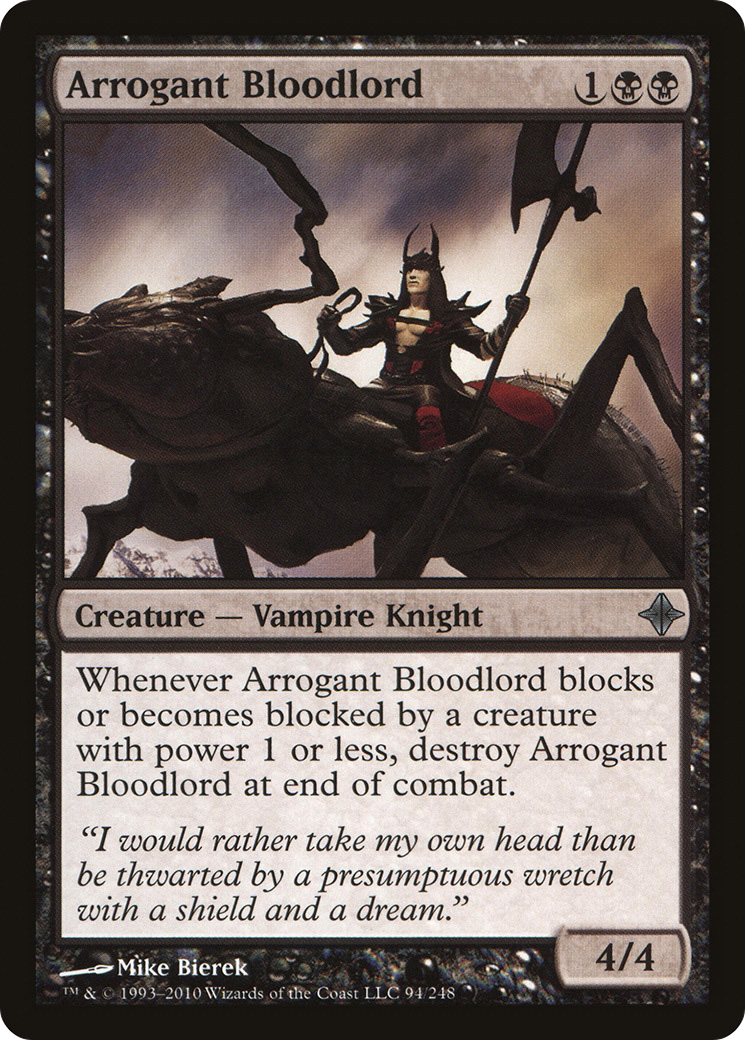 Arrogant Bloodlord 1
Creature — Vampire Knight
Whenever Arrogant Bloodlord blocks
or becomes blocked by a creature
with power 1 or less, destroy Arrogant
Bloodlord at end of combat.
“I would rather take my own head than
be thwarted by a presumptuous wretch
with a shield and a dream.”
4/4
Mike Bierek
™ & © 1993–2010 Wizards of the Coast LLC 94/248